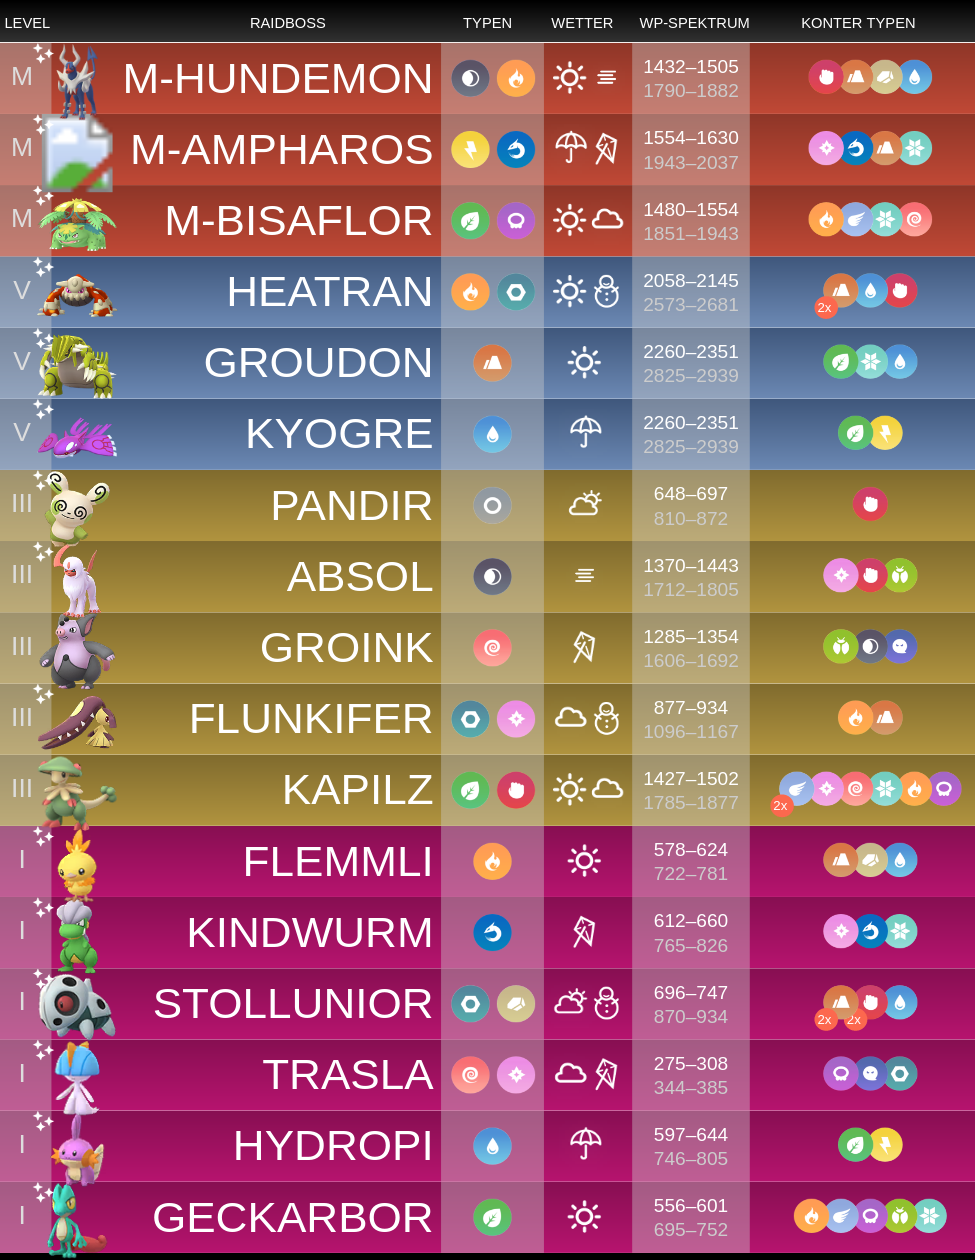 LEVEL RAIDBOSS TYPEN WETTER WP-SPEKTRUM KONTER TYPEN
M M-HUNDEMON 1432–1505
1790–1882
M M-AMPHAROS 1554–1630
1943–2037
M M-BISAFLOR 1480–1554
1851–1943
V HEATRAN 2058–2145
2573–2681 2x
V GROUDON 2260–2351
2825–2939
V KYOGRE 2260–2351
2825–2939
III PANDIR 648–697
810–872
III ABSOL 1370–1443
1712–1805
III GROINK 1285–1354
1606–1692
III FLUNKIFER 877–934
1096–1167
III KAPILZ 1427–1502
1785–1877 2x
I FLEMMLI 578–624
722–781
I KINDWURM 612–660
765–826
I STOLLUNIOR 696–747
870–934 2x 2x
I TRASLA 275–308
344–385
I HYDROPI 597–644
746–805
I GECKARBOR 556–601
695–752